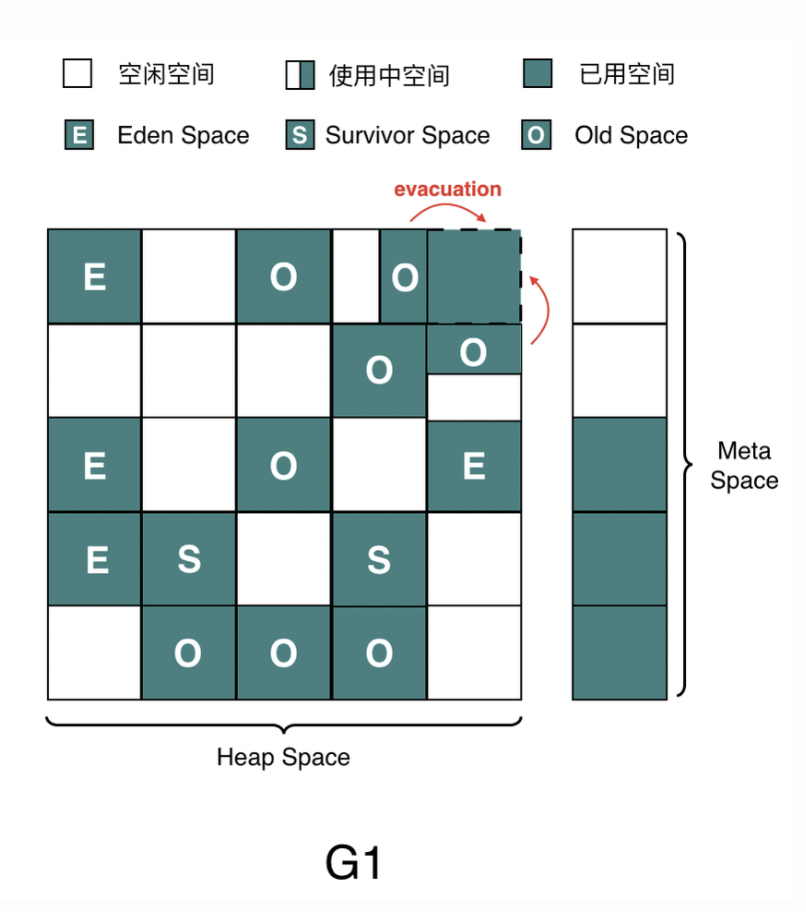 空闲空间 使用中空间 已用空间
E Eden Space S Survivor Space O Old Space
evacuation
E O O
O O
E O E
E S S
O O O
Meta
Space
Heap Space
G1